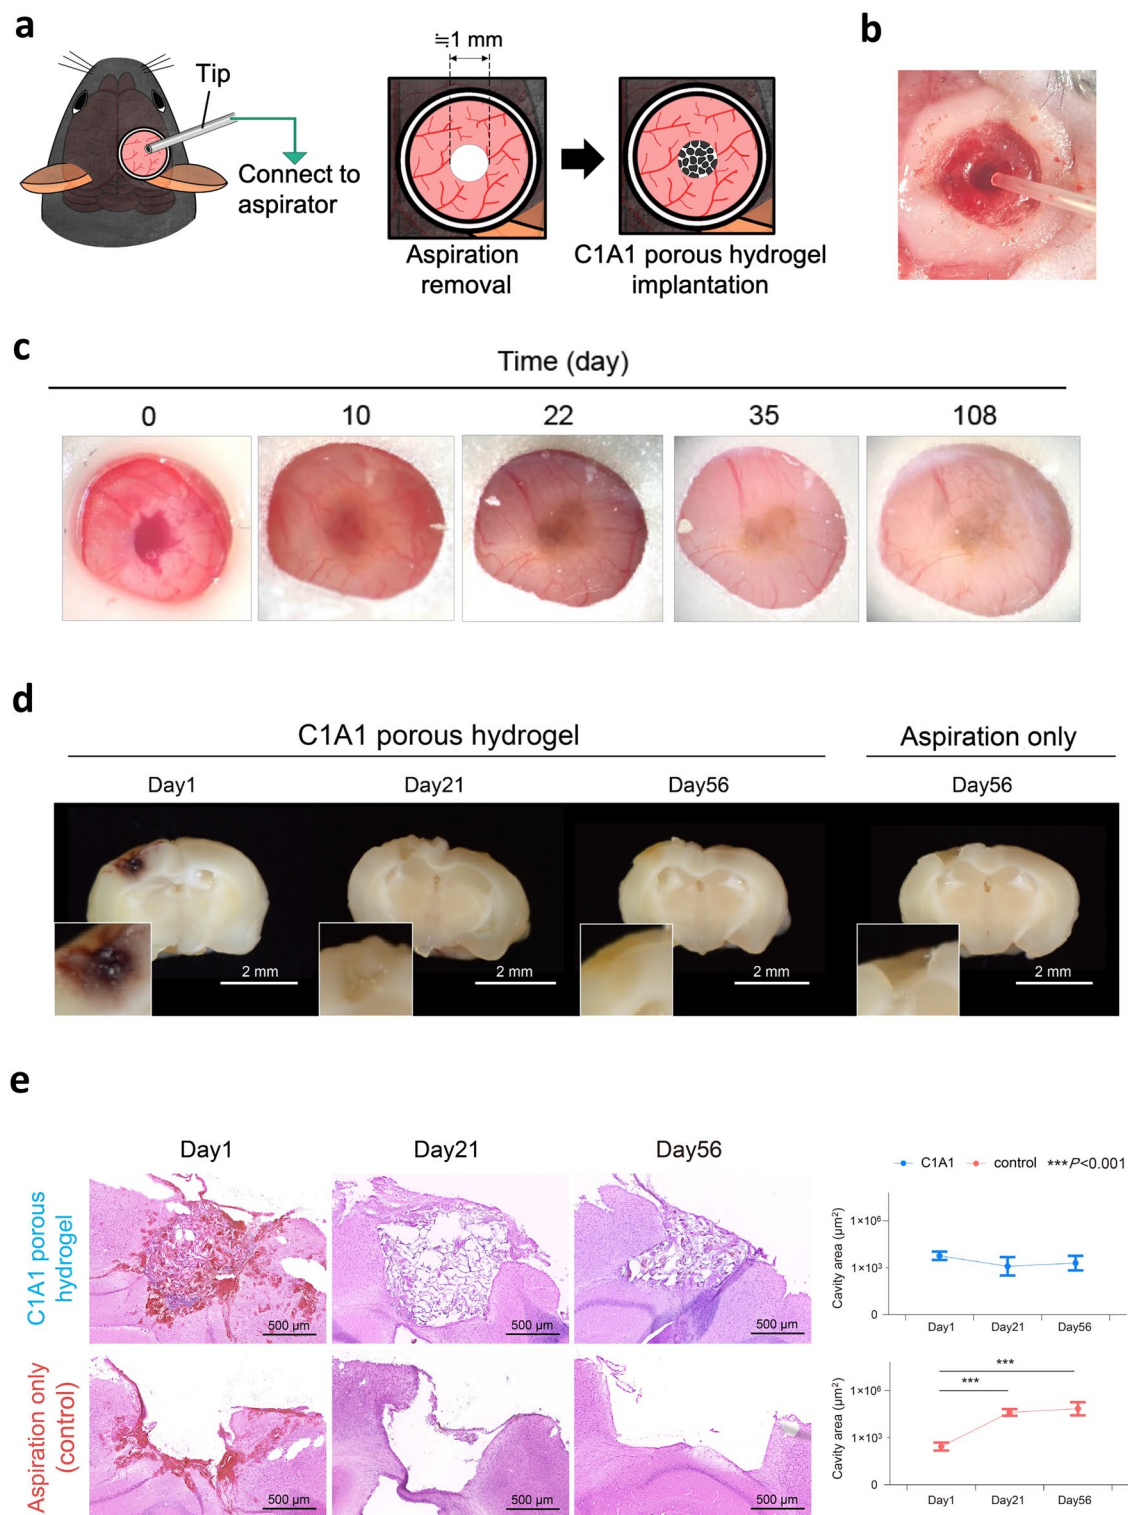 a
≒1 mm
Tip
Connect to
aspirator
Aspiration
removal
C1A1 porous hydrogel
implantation
b
c
Time (day)
0 10 22 35 108
d
C1A1 porous hydrogel Aspiration only
Day1 Day21 Day56 Day56
2 mm 2 mm 2 mm 2 mm
e
Day1 Day21 Day56
C1A1 porous
hydrogel
500 µm 500 µm 500 µm
Aspiration only
(control)
500 µm 500 µm 500 µm
C1A1 control ***P<0.001
Cavity area (µm²)
1×10⁶
1×10³
0
Day1 Day21 Day56
Cavity area (µm²)
***
***
1×10⁶
1×10³
0
Day1 Day21 Day56